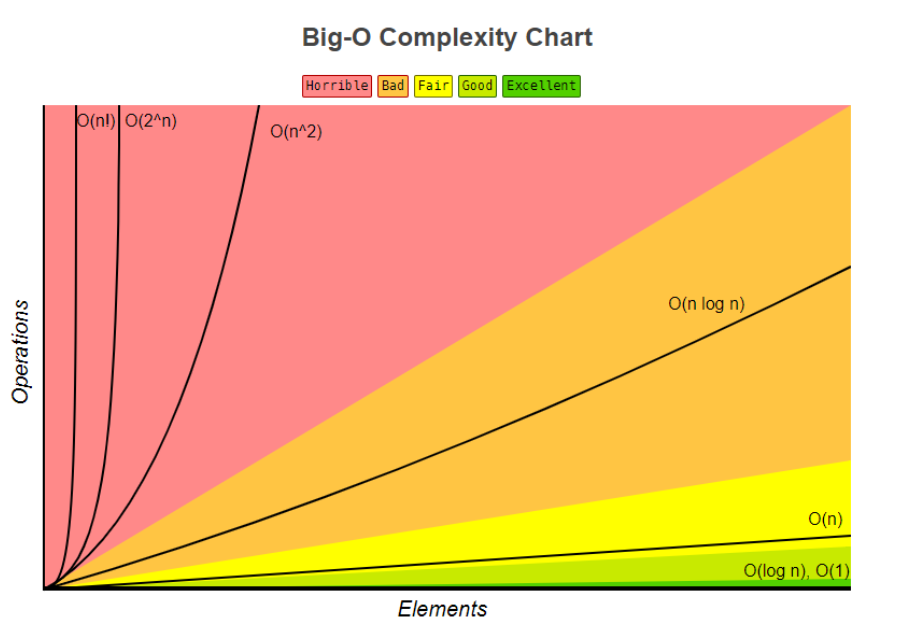 Big-O Complexity Chart
Horrible Bad Fair Good Excellent
O(n!) O(2^n)
O(n^2)
O(n log n)
O(n)
O(log n), O(1)
Operations
Elements